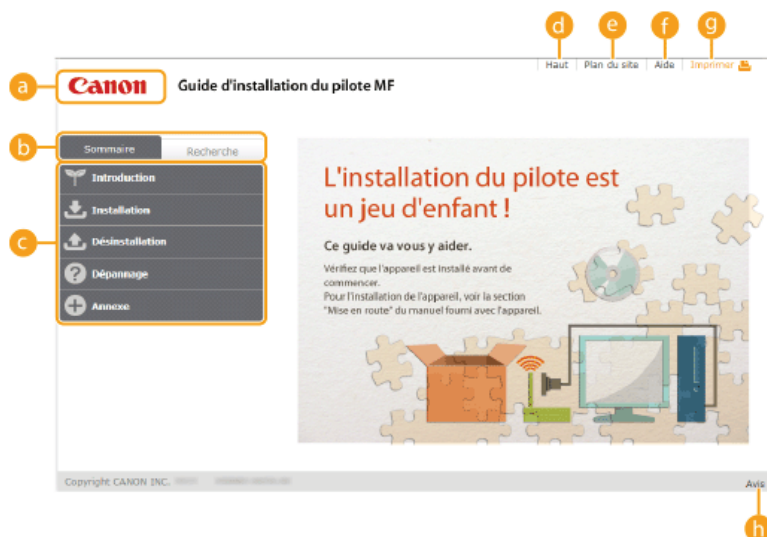 d e f g
Haut Plan du site Aide Imprimer
a Canon Guide d'installation du pilote MF
b Sommaire Recherche
c
Introduction
Installation
Désinstallation
Dépannage
Annexe
L'installation du pilote est
un jeu d'enfant !
Ce guide va vous y aider.
Vérifiez que l'appareil est installé avant de
commencer.
Pour l'installation de l'appareil, voir la section
"Mise en route" du manuel fourni avec l'appareil.
Copyright CANON INC.
Avis
h